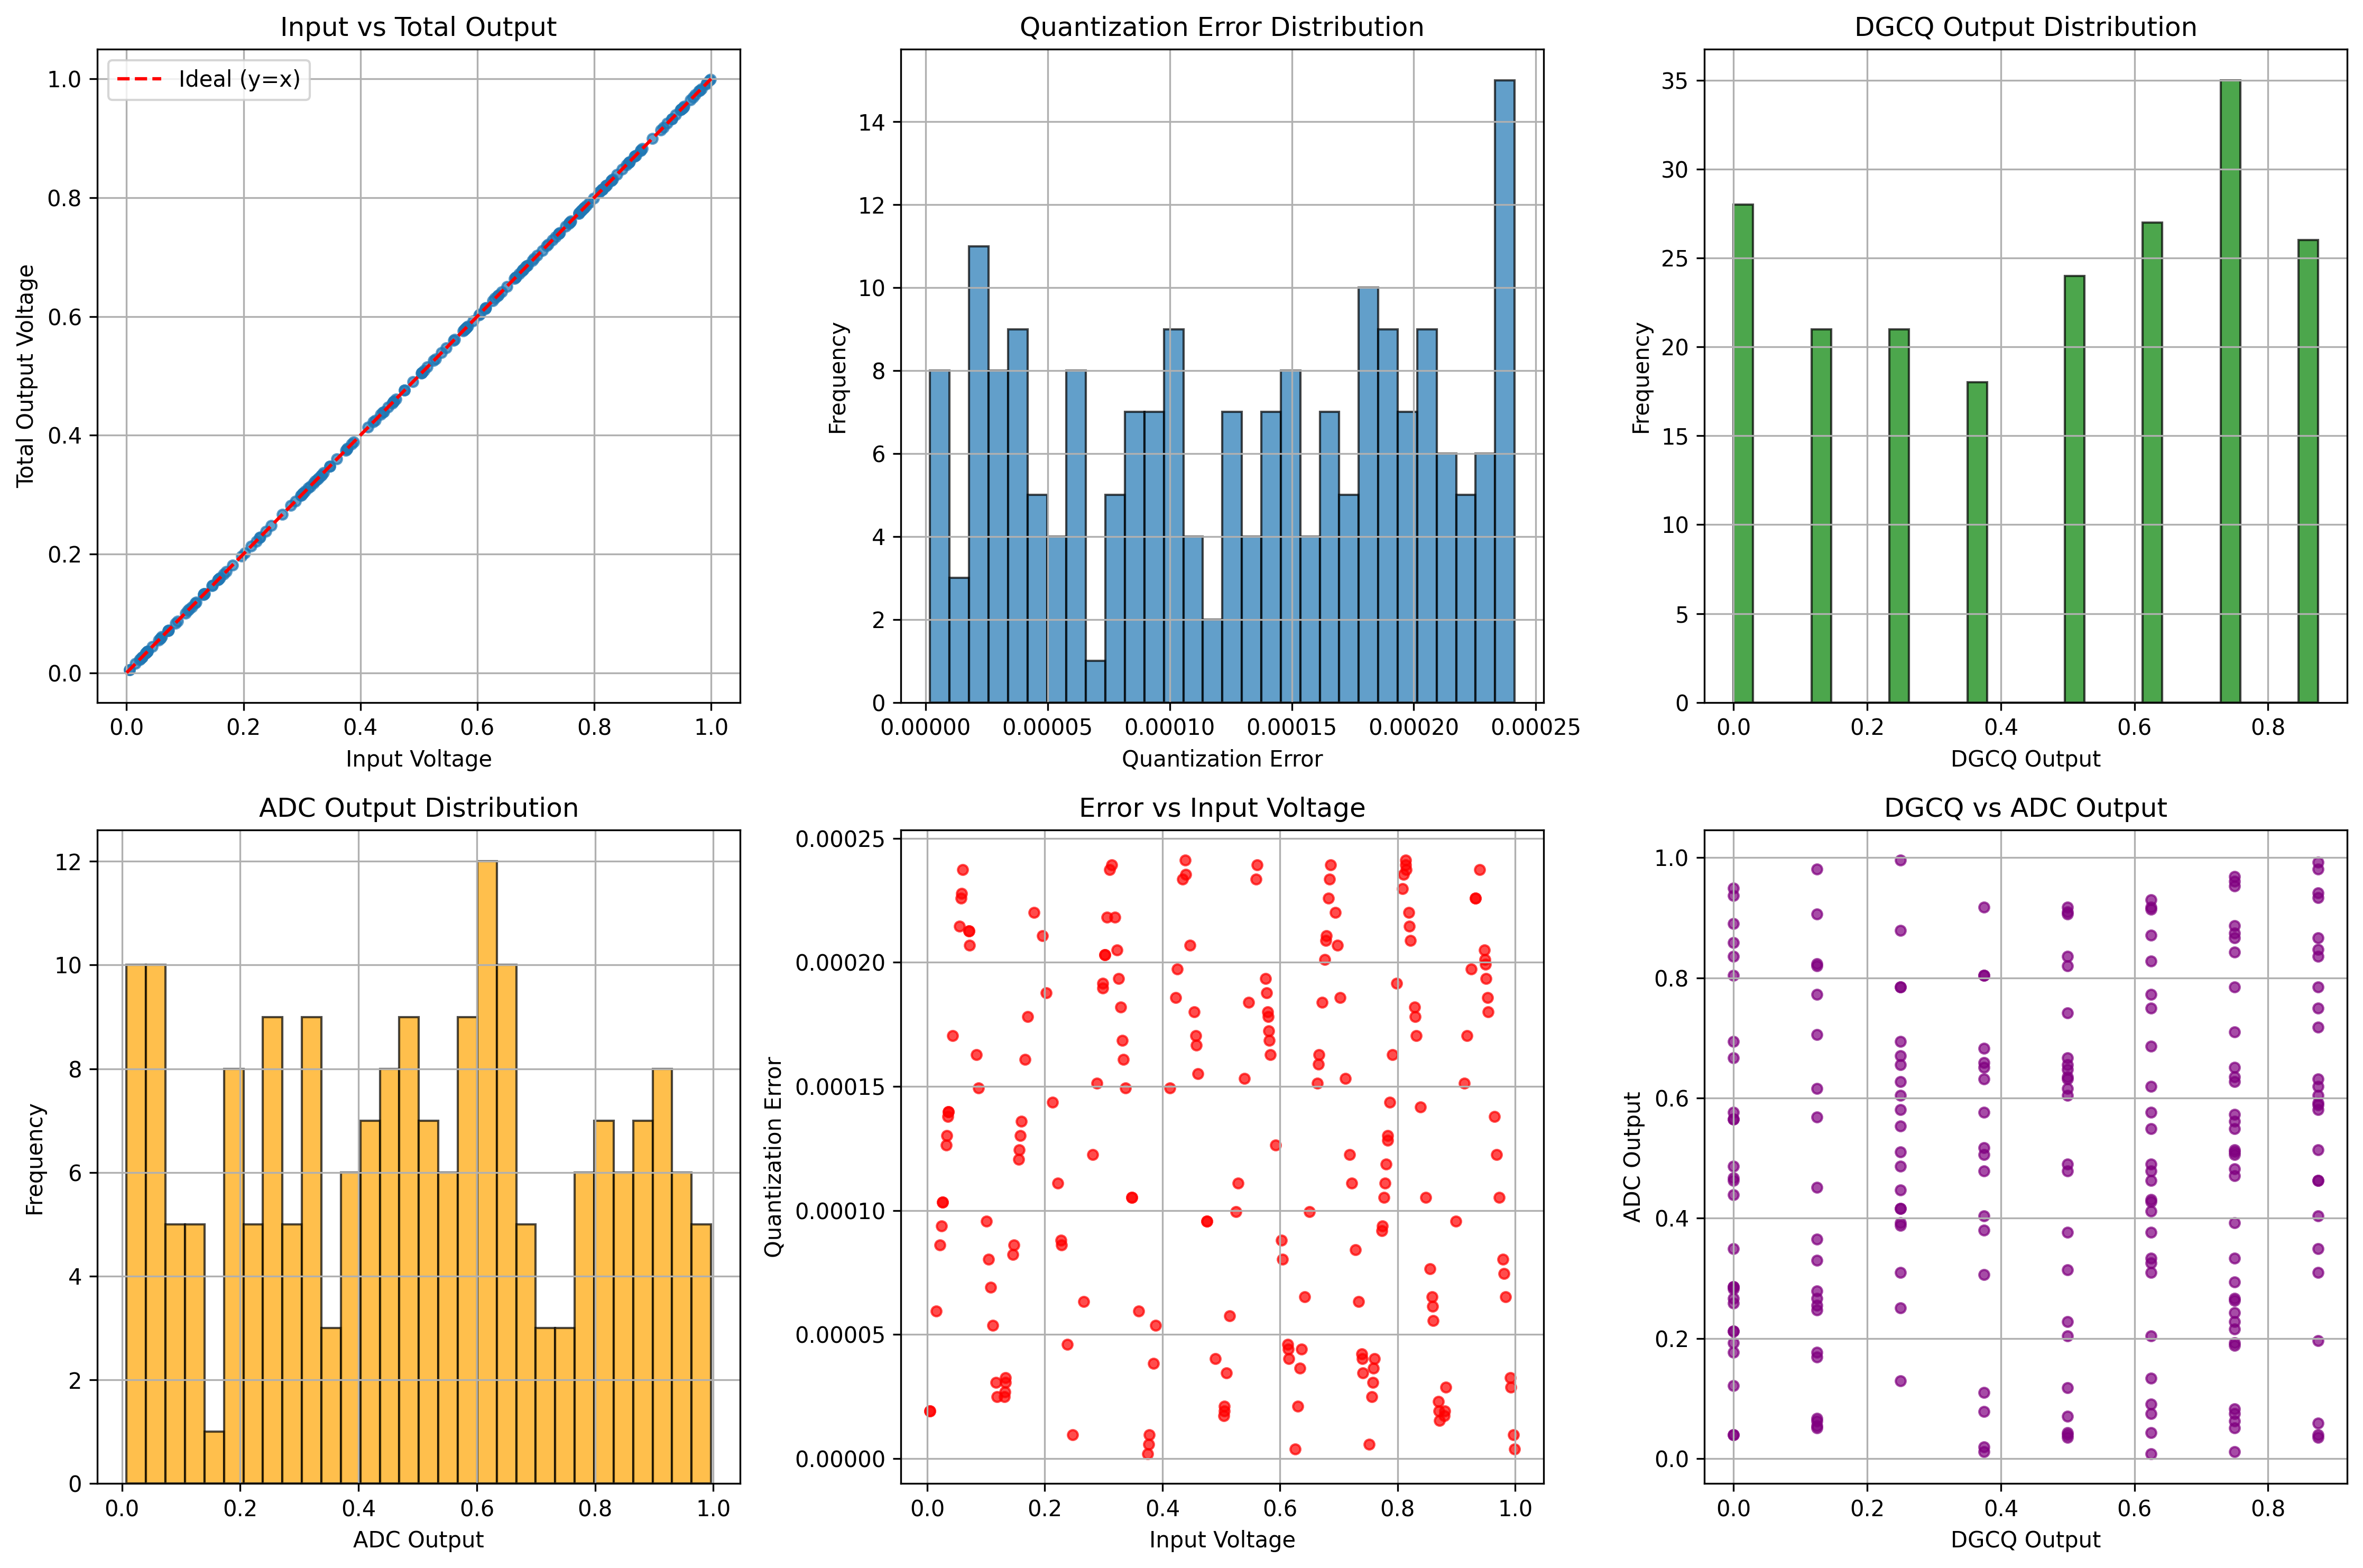 Input vs Total Output
Ideal (y=x)
Total Output Voltage
1.0
0.8
0.6
0.4
0.2
0.0
0.0 0.2 0.4 0.6 0.8 1.0
Input Voltage
Quantization Error Distribution
Frequency
14
12
10
8
6
4
2
0
0.00000 0.00005 0.00010 0.00015 0.00020 0.00025
Quantization Error
DGCQ Output Distribution
Frequency
35
30
25
20
15
10
5
0
0.0 0.2 0.4 0.6 0.8
DGCQ Output
ADC Output Distribution
Frequency
12
10
8
6
4
2
0
0.0 0.2 0.4 0.6 0.8 1.0
ADC Output
Error vs Input Voltage
Quantization Error
0.00025
0.00020
0.00015
0.00010
0.00005
0.00000
0.0 0.2 0.4 0.6 0.8 1.0
Input Voltage
DGCQ vs ADC Output
ADC Output
1.0
0.8
0.6
0.4
0.2
0.0
0.0 0.2 0.4 0.6 0.8
DGCQ Output